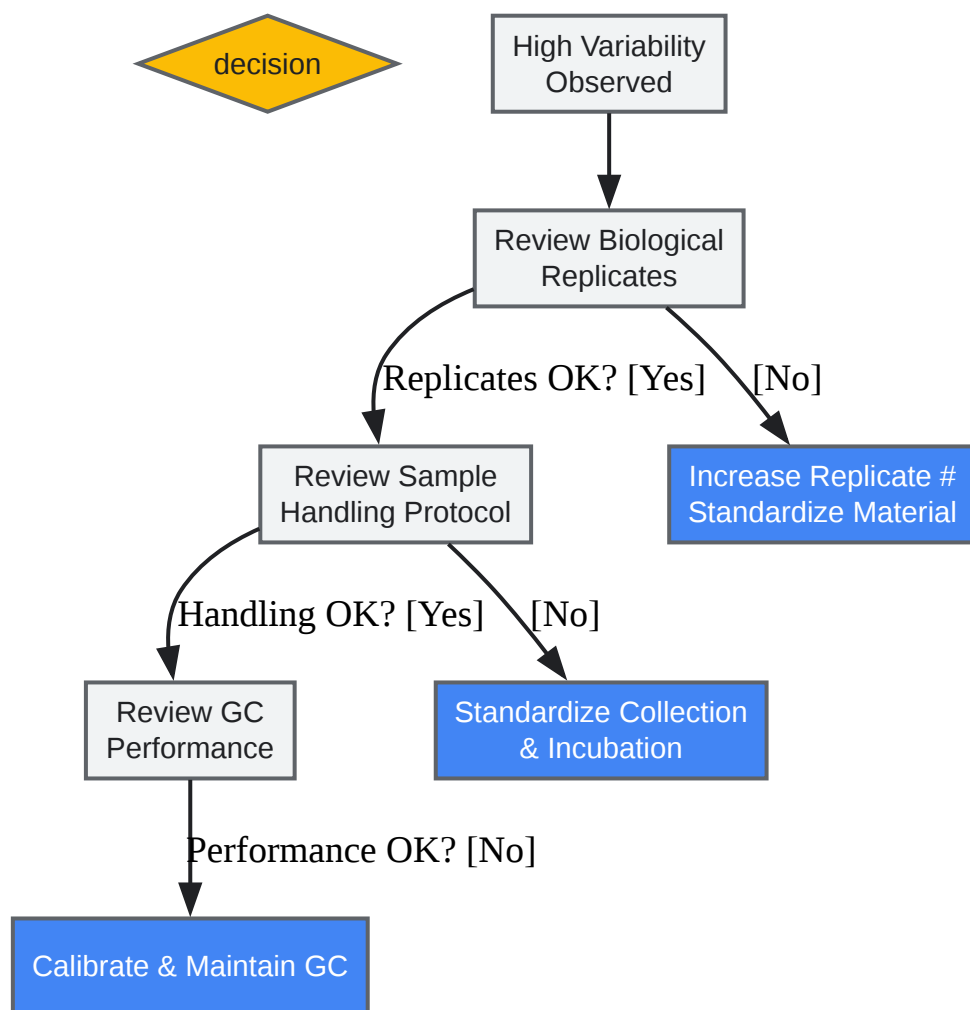 decision
High Variability
Observed
Review Biological
Replicates
Replicates OK? [Yes]
[No]
Review Sample
Handling Protocol
Increase Replicate #
Standardize Material
Handling OK? [Yes]
[No]
Review GC
Performance
Standardize Collection
& Incubation
Performance OK? [No]
Calibrate & Maintain GC